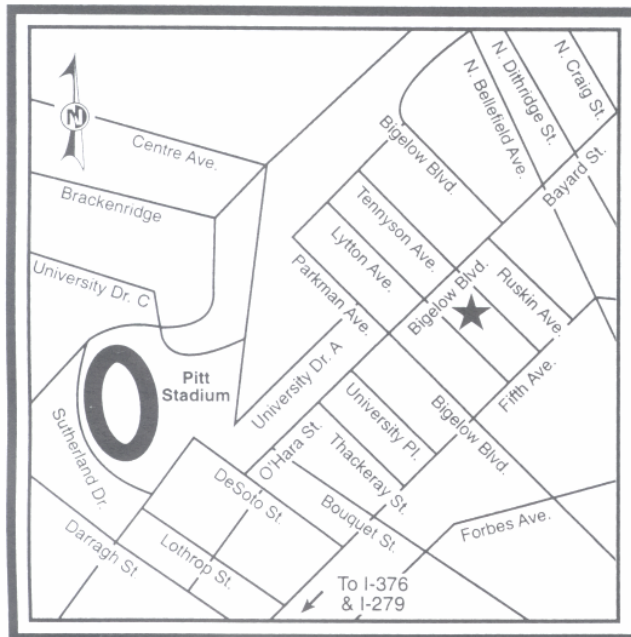 N
Centre Ave.
Brackenridge
University Dr. C
Bigelow Blvd.
N. Bellefield Ave.
N. Dithridge St.
N. Craig St.
Bayard St.
Tennyson Ave.
Lytton Ave.
Parkman Ave.
Bigelow Blvd.
Ruskin Ave.
Fifth Ave.
University Dr. A
Pitt
Stadium
University Pl.
Bigelow Blvd.
O'Hara St.
Thackeray St.
Sutherland Dr.
DeSoto St.
Bouquet St.
Forbes Ave.
Darragh St
Lothrop St.
To I-376
& I-279